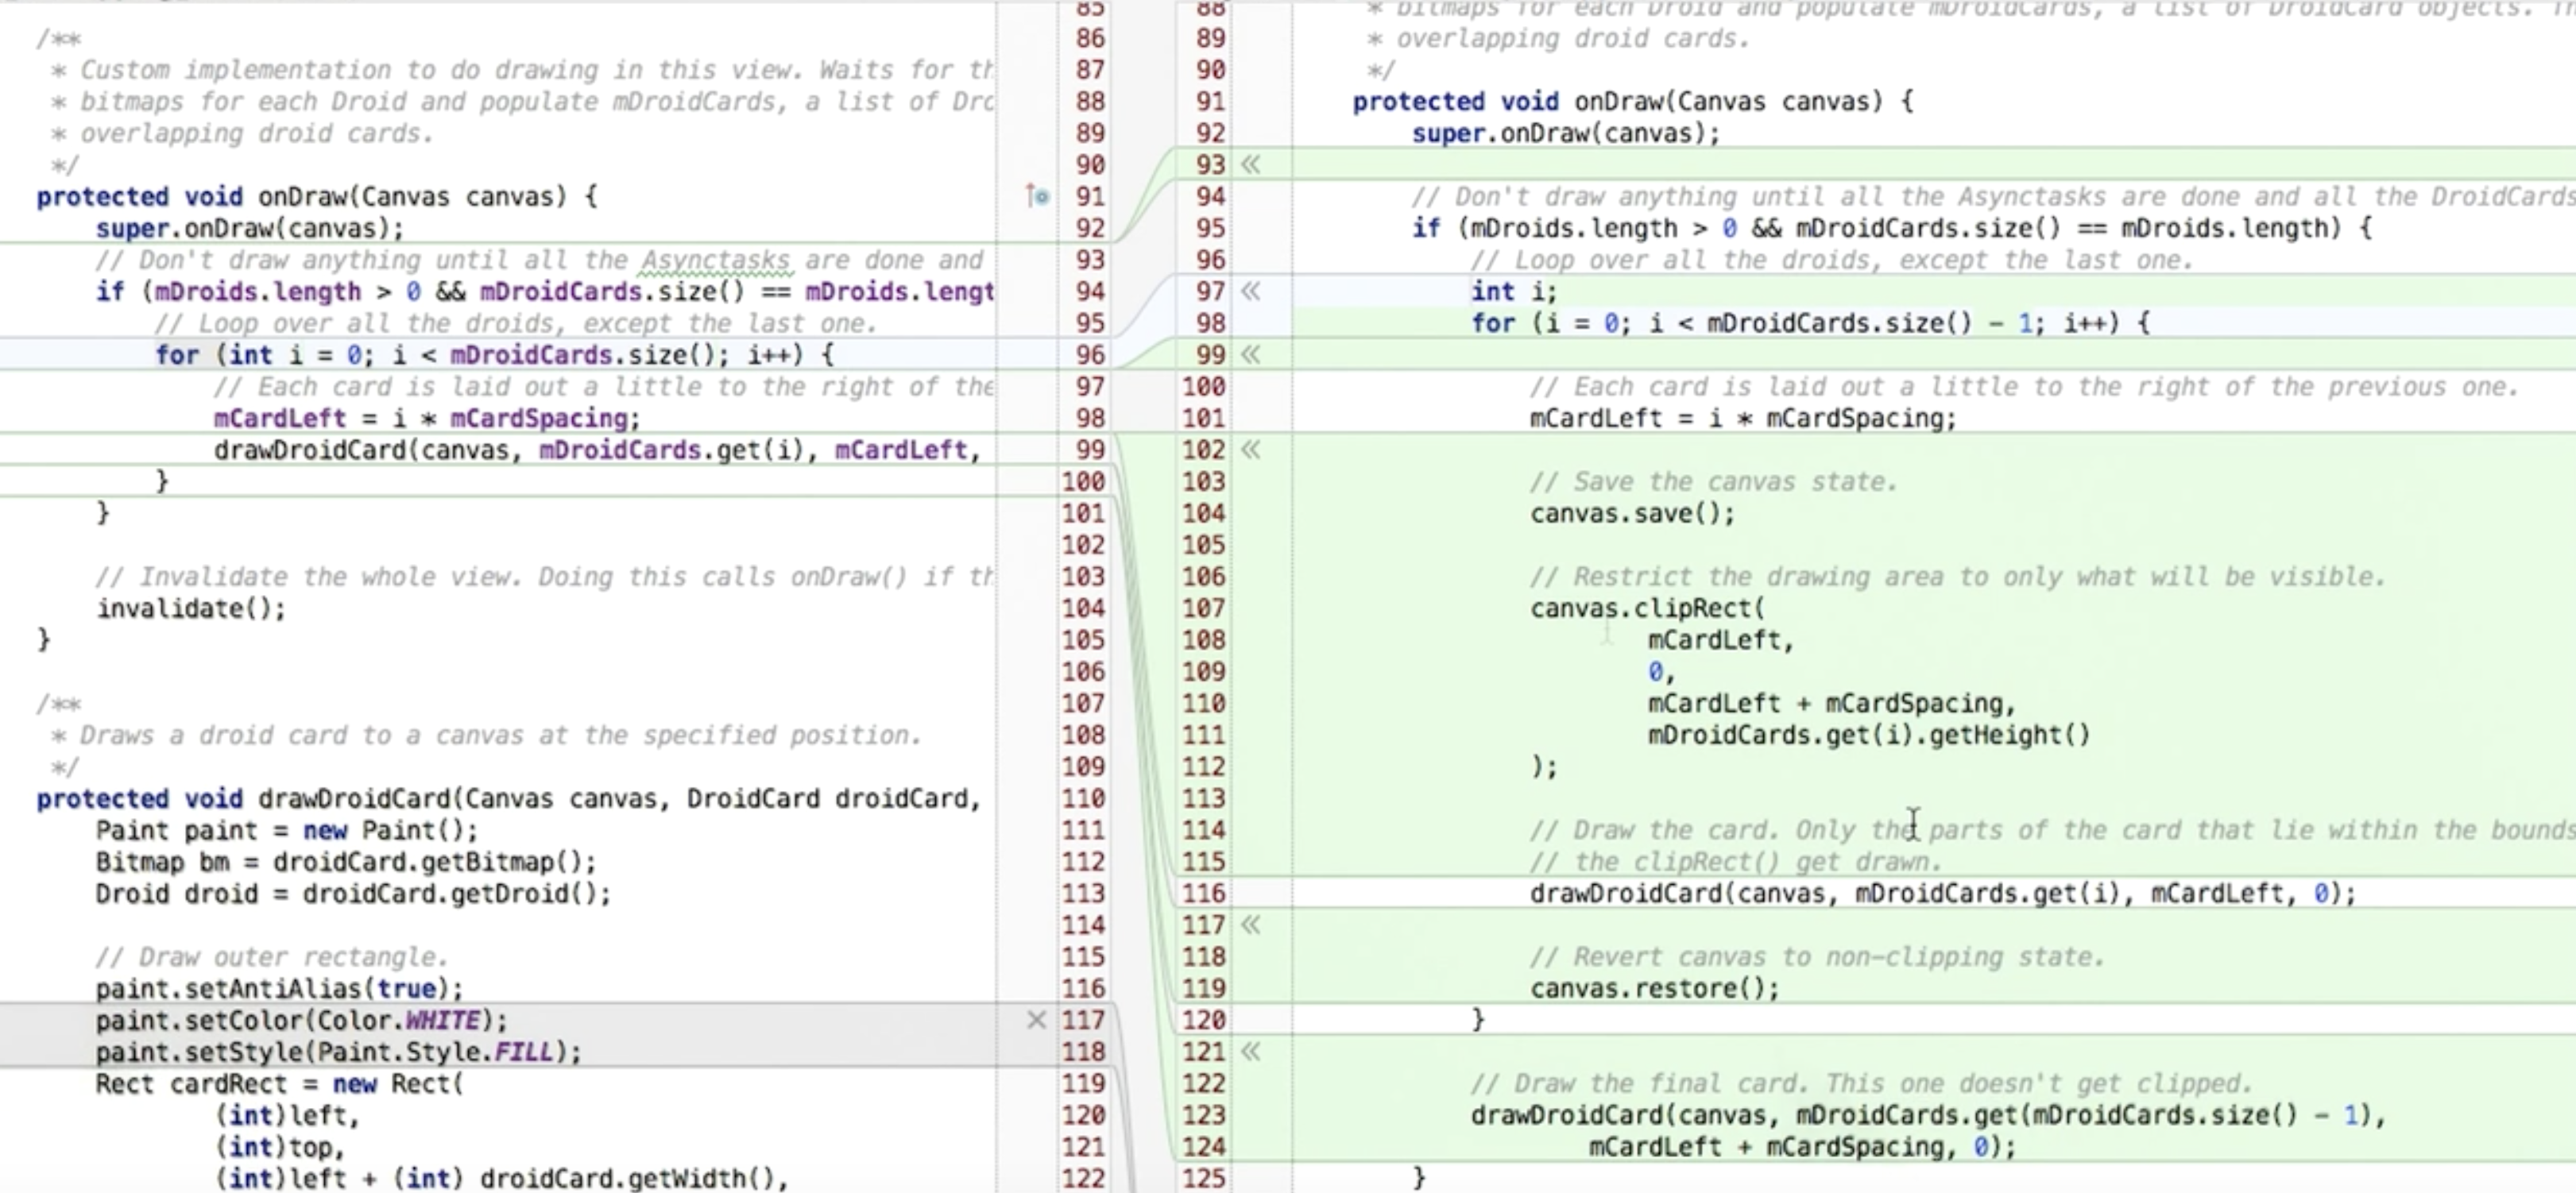 /**
* Custom implementation to do drawing in this view. Waits for th
* bitmaps for each Droid and populate mDroidCards, a list of Dro
* overlapping droid cards.
*/
protected void onDraw(Canvas canvas) {
super.onDraw(canvas);
// Don't draw anything until all the Asynctasks are done and
if (mDroids.length > 0 && mDroidCards.size() == mDroids.lengt
// Loop over all the droids, except the last one.
for (int i = 0; i < mDroidCards.size(); i++) {
// Each card is laid out a little to the right of the
mCardLeft = i * mCardSpacing;
drawDroidCard(canvas, mDroidCards.get(i), mCardLeft,
}
}
// Invalidate the whole view. Doing this calls onDraw() if th
invalidate();
}
/**
* Draws a droid card to a canvas at the specified position.
*/
protected void drawDroidCard(Canvas canvas, DroidCard droidCard,
Paint paint = new Paint();
Bitmap bm = droidCard.getBitmap();
Droid droid = droidCard.getDroid();
// Draw outer rectangle.
paint.setAntiAlias(true);
paint.setColor(Color.WHITE);
paint.setStyle(Paint.Style.FILL);
Rect cardRect = new Rect(
(int)left,
(int)top,
(int)left + (int) droidCard.getWidth(),
85
86
87
88
89
90
91
92
93
94
95
96
97
98
99
100
101
102
103
104
105
106
107
108
109
110
111
112
113
114
115
116
117
118
119
120
121
122
88 * bitmaps for each Droid and populate mDroidCards, a list of DroidCard objects. Th
89 * overlapping droid cards.
90 */
91 protected void onDraw(Canvas canvas) {
92 super.onDraw(canvas);
93
94 // Don't draw anything until all the Asynctasks are done and all the DroidCards
95 if (mDroids.length > 0 && mDroidCards.size() == mDroids.length) {
96 // Loop over all the droids, except the last one.
97 int i;
98 for (i = 0; i < mDroidCards.size() - 1; i++) {
99
100 // Each card is laid out a little to the right of the previous one.
101 mCardLeft = i * mCardSpacing;
102
103 // Save the canvas state.
104 canvas.save();
105
106 // Restrict the drawing area to only what will be visible.
107 canvas.clipRect(
108 mCardLeft,
109 0,
110 mCardLeft + mCardSpacing,
111 mDroidCards.get(i).getHeight()
112 );
113
114 // Draw the card. Only the parts of the card that lie within the bounds
115 // the clipRect() get drawn.
116 drawDroidCard(canvas, mDroidCards.get(i), mCardLeft, 0);
117
118 // Revert canvas to non-clipping state.
119 canvas.restore();
120 }
121
122 // Draw the final card. This one doesn't get clipped.
123 drawDroidCard(canvas, mDroidCards.get(mDroidCards.size() - 1),
124 mCardLeft + mCardSpacing, 0);
125 }